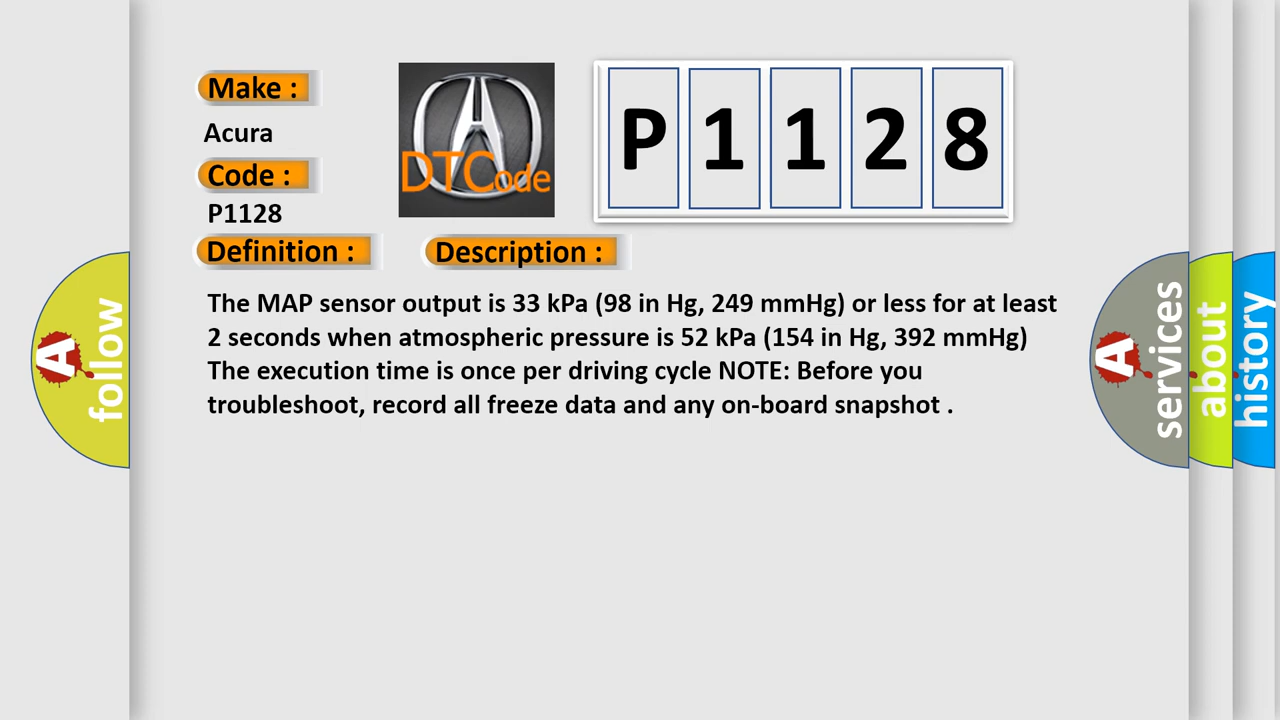 Make :
Acura
Code :
P1128
Definition :
Description :
DTCode
P 1 1 2 8
The MAP sensor output is 33 kPa (98 in Hg, 249 mmHg) or less for at least
2 seconds when atmospheric pressure is 52 kPa (154 in Hg, 392 mmHg)
The execution time is once per driving cycle NOTE: Before you
troubleshoot, record all freeze data and any on-board snapshot .
A
follow
A
services
about
history